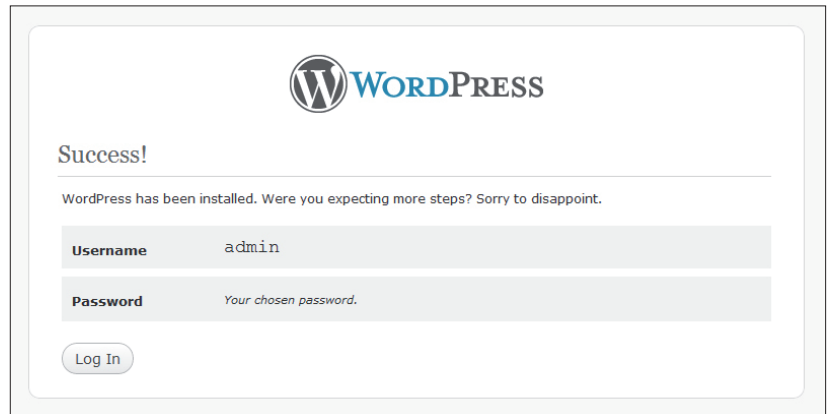 WORDPRESS
Success!
WordPress has been installed. Were you expecting more steps? Sorry to disappoint.
Username admin
Password Your chosen password.
Log In